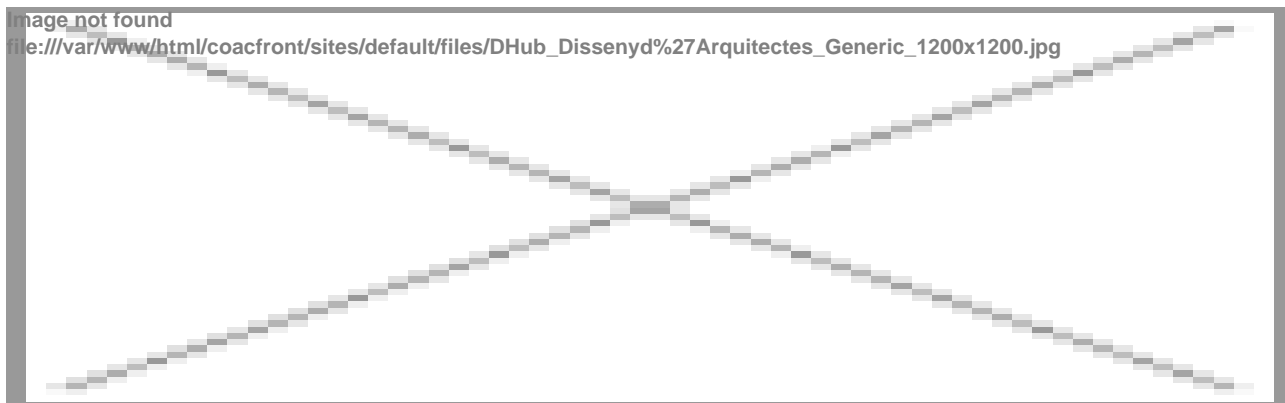 Image not found
file:///var/www/html/coacfront/sites/default/files/DHub_Dissenyd%27Arquitectes_Generic_1200x1200.jpg